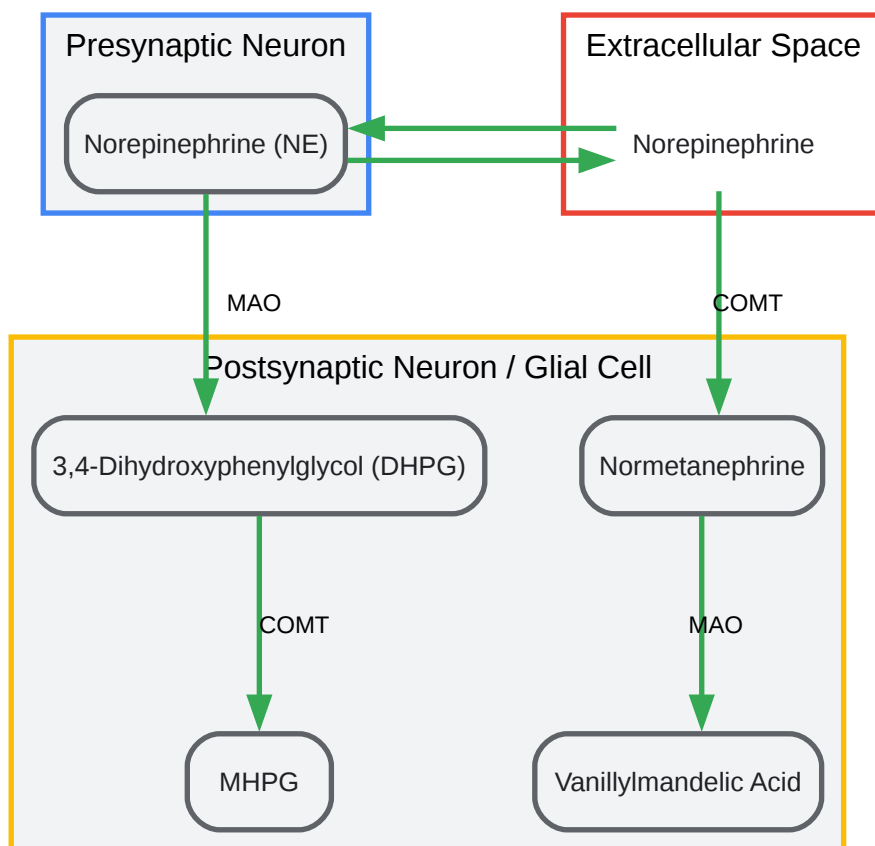 Presynaptic Neuron
Extracellular Space
Norepinephrine (NE)
Norepinephrine
MAO
COMT
Postsynaptic Neuron / Glial Cell
3,4-Dihydroxyphenylglycol (DHPG)
Normetanephrine
COMT
MAO
MHPG
Vanillylmandelic Acid